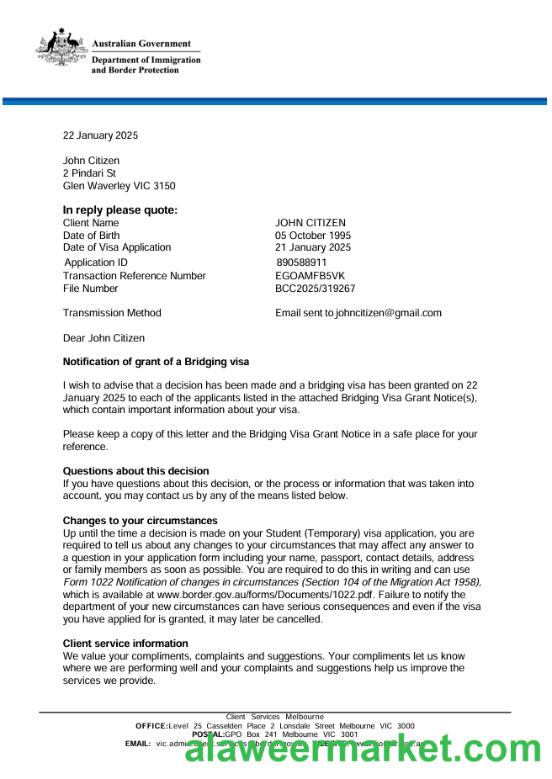 Australian Government
Department of Immigration
and Border Protection
22 January 2025
John Citizen
2 Pindari St
Glen Waverley VIC 3150
In reply please quote:
Client Name JOHN CITIZEN
Date of Birth 05 October 1995
Date of Visa Application 21 January 2025
Application ID 890588911
Transaction Reference Number EGOAMFB5VK
File Number BCC2025/319267
Transmission Method Email sent to johncitizen@gmail.com
Dear John Citizen
Notification of grant of a Bridging visa
I wish to advise that a decision has been made and a bridging visa has been granted on 22
January 2025 to each of the applicants listed in the attached Bridging Visa Grant Notice(s),
which contain important information about your visa.
Please keep a copy of this letter and the Bridging Visa Grant Notice in a safe place for your
reference.
Questions about this decision
If you have questions about this decision, or the process or information that was taken into
account, you may contact us by any of the means listed below.
Changes to your circumstances
Up until the time a decision is made on your Student (Temporary) visa application, you are
required to tell us about any changes to your circumstances that may affect any answer to
a question in your application form including your name, passport, contact details, address
or family members as soon as possible. You are required to do this in writing and can use
Form 1022 Notification of changes in circumstances (Section 104 of the Migration Act 1958),
which is available at www.border.gov.au/forms/Documents/1022.pdf. Failure to notify the
department of your new circumstances can have serious consequences and even if the visa
you have applied for is granted, it may later be cancelled.
Client service information
We value your compliments, complaints and suggestions. Your compliments let us know
where we are performing well and your complaints and suggestions help us improve the
services we provide.
Client Services Melbourne
OFFICE:Level 25 Casselden Place 2 Lonsdale Street Melbourne VIC 3000
POSTAL:GPO Box 241 Melbourne VIC 3001
EMAIL:
alaweermarket.com